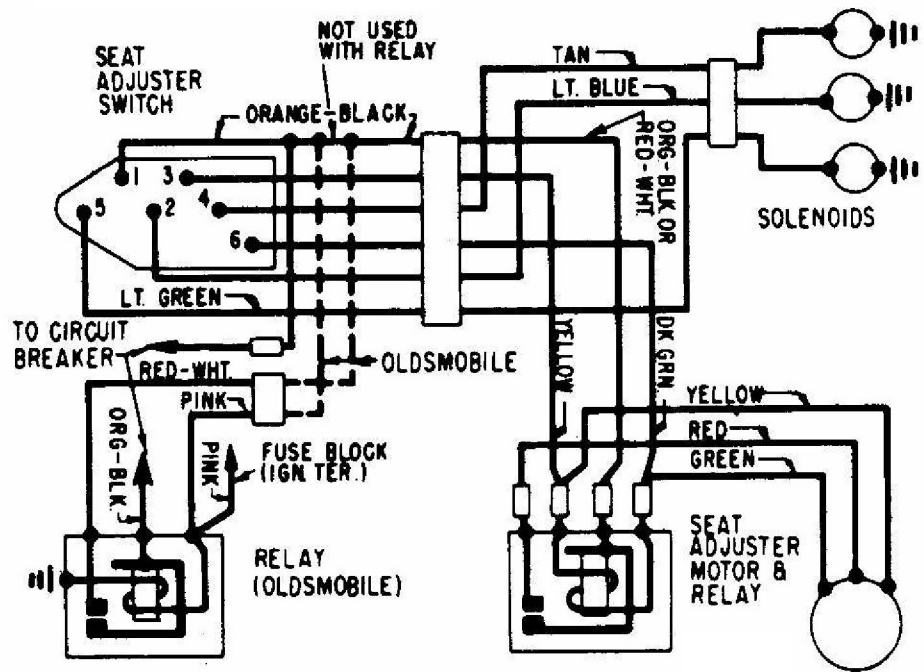 NOT USED
WITH RELAY
SEAT
ADJUSTER
SWITCH
TAN
LT. BLUE
ORANGE-BLACK
ORG-BLK OR
RED-WHT.
1
3
5
2
4
6
SOLENOIDS
LT. GREEN
TO CIRCUIT
BREAKER
OLDSMOBILE
YELLOW
DK GRN.
RED-WHT.
PINK
YELLOW
RED
GREEN
ORG-BLK.
PINK
FUSE BLOCK
(IGN TER.)
RELAY
(OLDSMOBILE)
SEAT
ADJUSTER
MOTOR &
RELAY